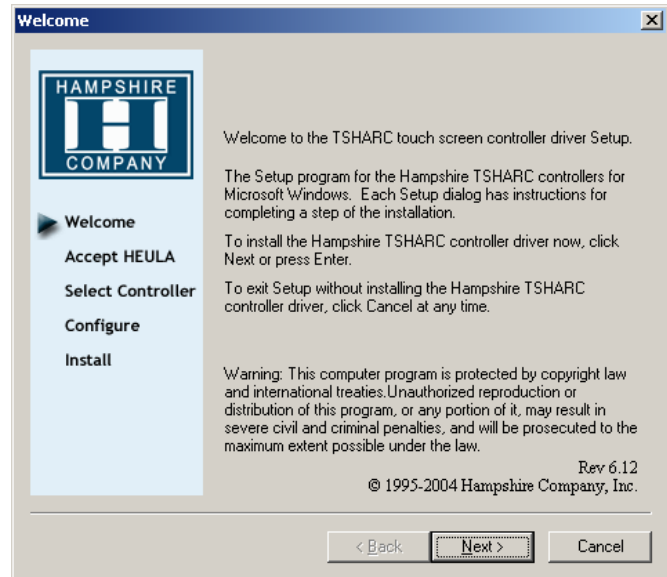 Welcome
HAMPSHIRE
H
COMPANY
Welcome
Accept HEULA
Select Controller
Configure
Install
Welcome to the TSHARC touch screen controller driver Setup.
The Setup program for the Hampshire TSHARC controllers for
Microsoft Windows. Each Setup dialog has instructions for
completing a step of the installation.
To install the Hampshire TSHARC controller driver now, click
Next or press Enter.
To exit Setup without installing the Hampshire TSHARC
controller driver, click Cancel at any time.
Warning: This computer program is protected by copyright law
and international treaties.Unauthorized reproduction or
distribution of this program, or any portion of it, may result in
severe civil and criminal penalties, and will be prosecuted to the
maximum extent possible under the law.
Rev 6.12
© 1995-2004 Hampshire Company, Inc.
< Back
Next >
Cancel